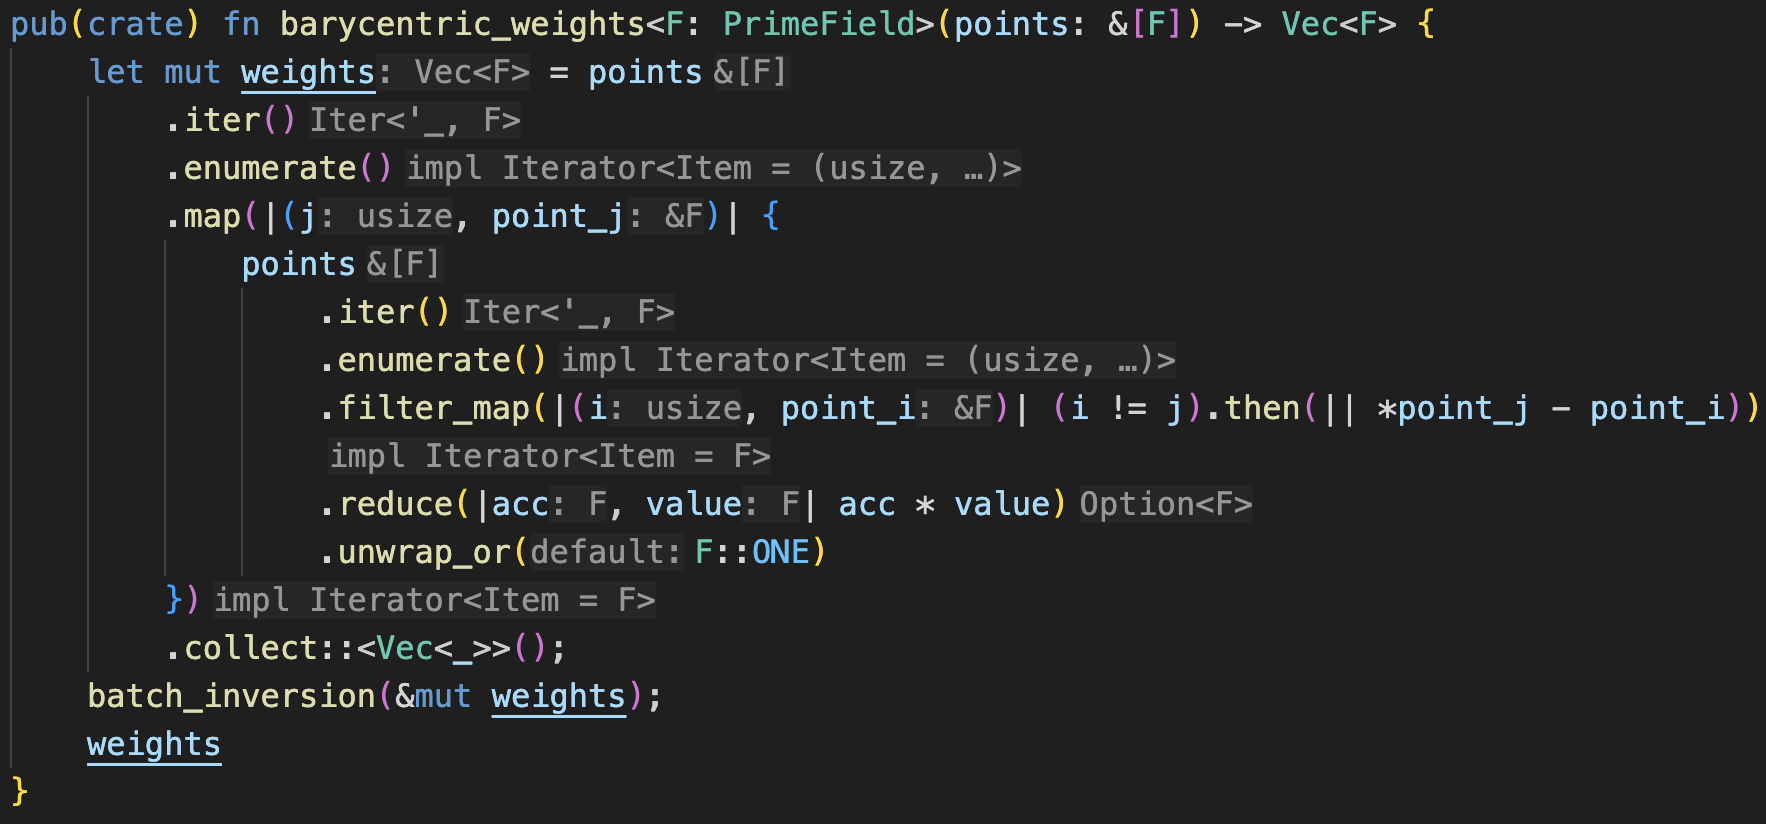 pub(crate) fn barycentric_weights<F: PrimeField>(points: &[F]) -> Vec<F> {
    let mut weights: Vec<F> = points &[F]
        .iter() Iter<'_, F>
        .enumerate() impl Iterator<Item = (usize, …)>
        .map(|(j: usize, point_j: &F)| {
            points &[F]
                .iter() Iter<'_, F>
                .enumerate() impl Iterator<Item = (usize, …)>
                .filter_map(|(i: usize, point_i: &F)| (i != j).then(|| *point_j - point_i))
                impl Iterator<Item = F>
                .reduce(|acc: F, value: F| acc * value) Option<F>
                .unwrap_or(default: F::ONE)
        }) impl Iterator<Item = F>
        .collect::<Vec<_>>();
    batch_inversion(&mut weights);
    weights
}